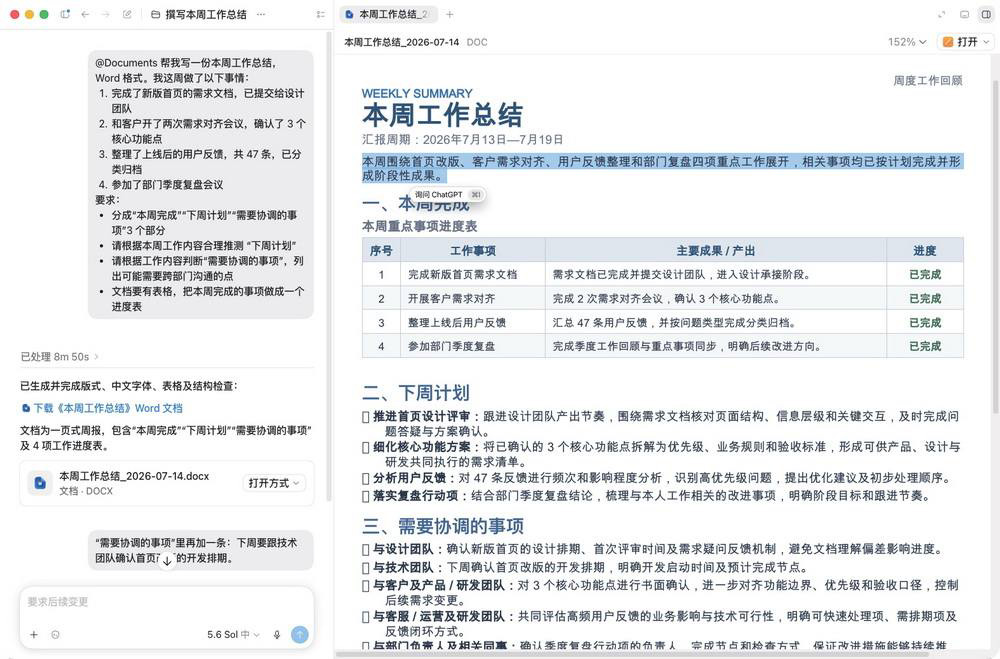 撰写本周工作总结 ···
@Documents 帮我写一份本周工作总结，
Word 格式。我这周做了以下事情：
1. 完成了新版首页的需求文档，已提交给设计
团队
2. 和客户开了两次需求对齐会议，确认了 3 个
核心功能点
3. 整理了上线后的用户反馈，共 47 条，已分
类归档
4. 参加了部门季度复盘会议
要求：
• 分成“本周完成”“下周计划”“需要协调的事
项”3 个部分
• 请根据本周工作内容合理推测 “下周计划”
• 请根据工作内容判断“需要协调的事项”，列
出可能需要跨部门沟通的点
• 文档要有表格，把本周完成的事项做成一个
进度表
已处理 8m 50s >
已生成并完成版式、中文字体、表格及结构检查：
下载《本周工作总结》Word 文档
文档为一页式周报，包含“本周完成”“下周计划”“需要协调的事项”
及 4 项工作进度表。
本周工作总结_2026-07-14.docx
文档 · DOCX
打开方式
“需要协调的事项”里再加一条：下周要跟技术
团队确认首页的开发排期。
要求后续变更
5.6 Sol 中
本周工作总结_2
本周工作总结_2026-07-14 DOC
152%
打开
周度工作回顾
WEEKLY SUMMARY
本周工作总结
汇报周期：2026年7月13日—7月19日
本周围绕首页改版、客户需求对齐、用户反馈整理和部门复盘四项重点工作展开，相关事项均已按计划完成并形
成阶段性成果。
询问 ChatGPT ⌘I
一、本周完成
本周重点事项进度表
序号 工作事项 主要成果 / 产出 进度
1 完成新版首页需求文档 需求文档已完成并提交设计团队，进入设计承接阶段。 已完成
2 开展客户需求对齐 完成 2 次需求对齐会议，确认 3 个核心功能点。 已完成
3 整理上线后用户反馈 汇总 47 条用户反馈，并按问题类型完成分类归档。 已完成
4 参加部门季度复盘 完成季度工作回顾与重点事项同步，明确后续改进方向。 已完成
二、下周计划
推进首页设计评审：跟进设计团队产出节奏，围绕需求文档核对页面结构、信息层级和关键交互，及时完成问
题答疑与方案确认。
细化核心功能方案：将已确认的 3 个核心功能点拆解为优先级、业务规则和验收标准，形成可供产品、设计与
研发共同执行的需求清单。
分析用户反馈：对 47 条反馈进行频次和影响程度分析，识别高优先级问题，提出优化建议及初步处理顺序。
落实复盘行动项：结合部门季度复盘结论，梳理与本人工作相关的改进事项，明确阶段目标和跟进节奏。
三、需要协调的事项
与设计团队：确认新版首页的设计排期、首次评审时间及需求疑问反馈机制，避免文档理解偏差影响进度。
与技术团队：下周确认首页改版的开发排期，明确开发启动时间及预计完成节点。
与客户及产品 / 研发团队：对 3 个核心功能点进行书面确认，进一步对齐功能边界、优先级和验收口径，控制
后续需求变更。
与客服 / 运营及研发团队：共同评估高频用户反馈的业务影响与技术可行性，明确可快速处理项、需排期项及
反馈闭环方式。
与部门负责人及相关同事：确认季度复盘行动项的负责人、完成节点和检查方式，保证改进措施能够持续推